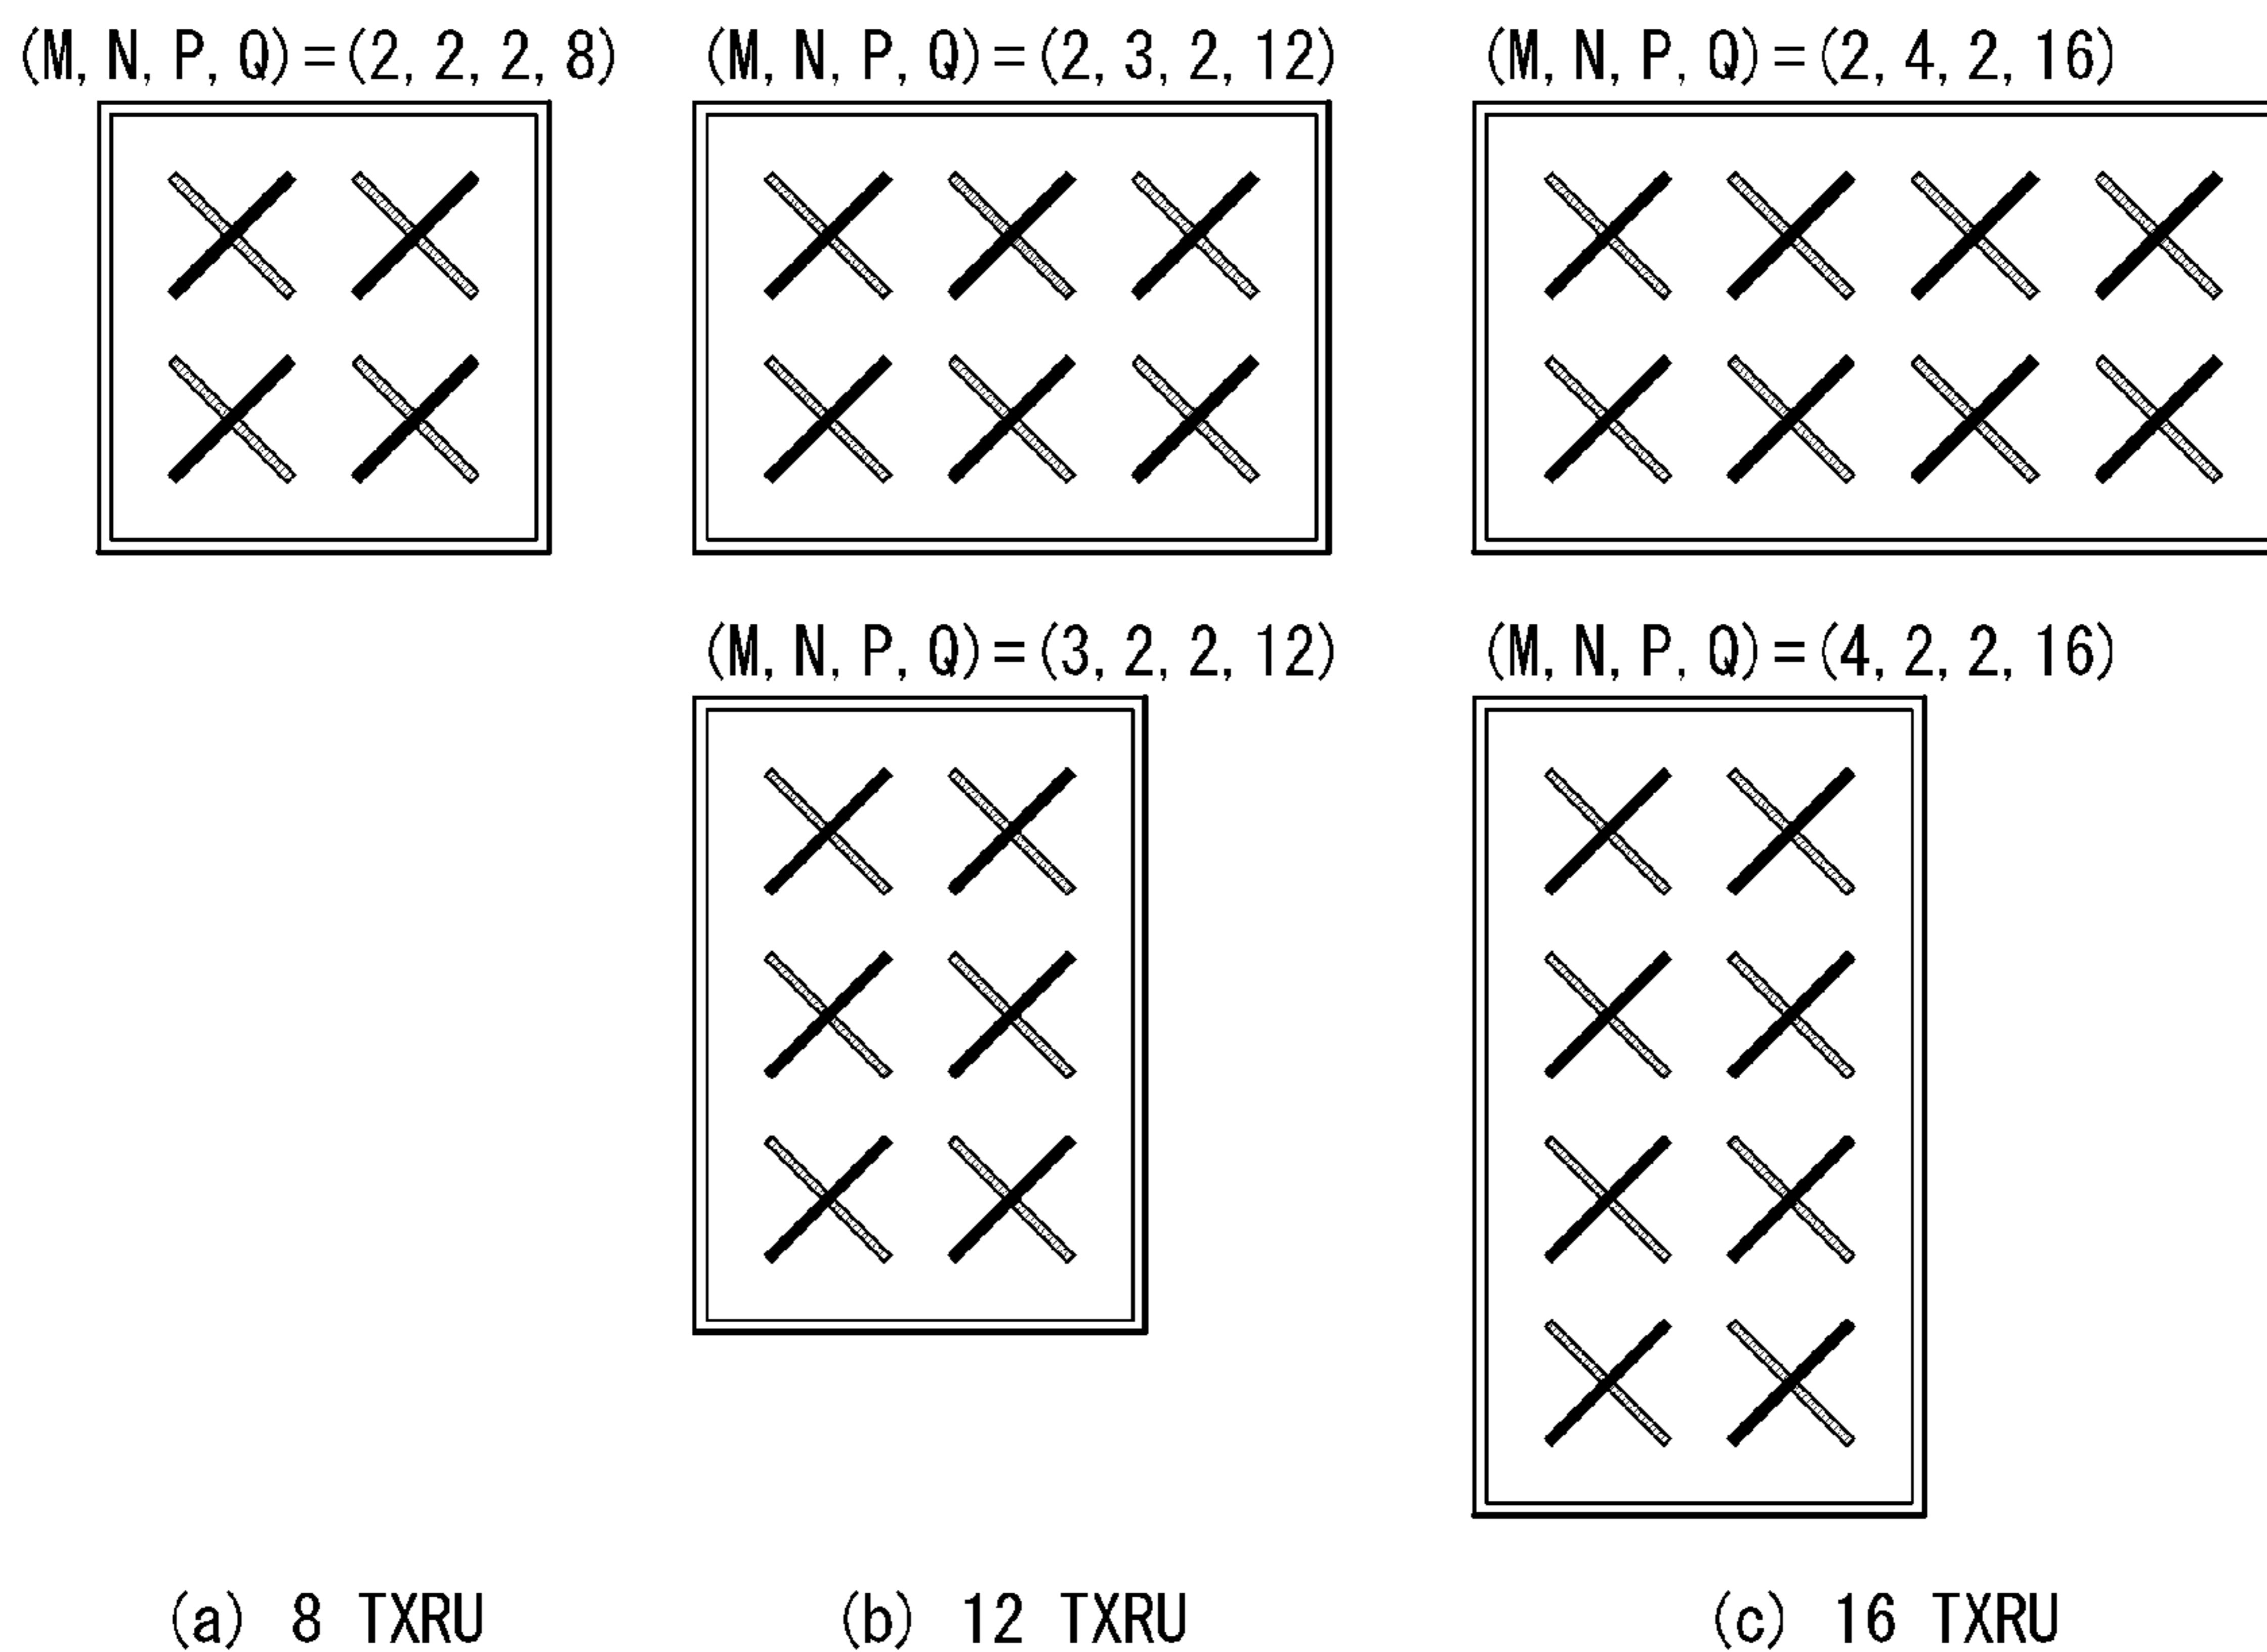 (M, N, P, Q)=(2, 2, 2, 8)
(M, N, P, Q)=(2, 3, 2, 12)
(M, N, P, Q)=(2, 4, 2, 16)
(M, N, P, Q)=(3, 2, 2, 12)
(M, N, P, Q)=(4, 2, 2, 16)
(a) 8 TXRU
(b) 12 TXRU
(c) 16 TXRU